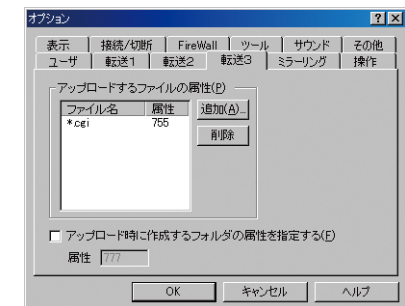 オプション
表示 接続/切断 FireWall ツール サウンド その他
ユーザ 転送1 転送2 転送3 ミラーリング 操作
アップロードするファイルの属性(P)
ファイル名 属性 追加(A)...
*.cgi 755
削除
アップロード時に作成するフォルダの属性を指定する(F)
属性 777
OK キャンセル ヘルプ